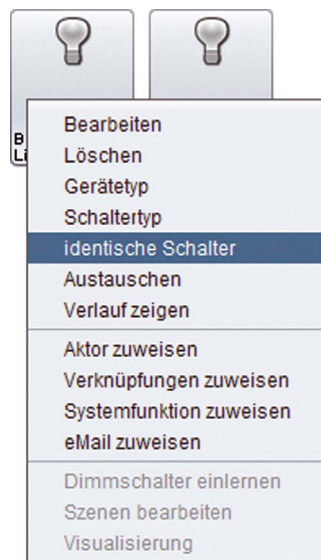 B
Li
Bearbeiten
Löschen
Gerätetyp
Schaltertyp
identische Schalter
Austauschen
Verlauf zeigen
Aktor zuweisen
Verknüpfungen zuweisen
Systemfunktion zuweisen
eMail zuweisen
Dimmschalter einlernen
Szenen bearbeiten
Visualisierung